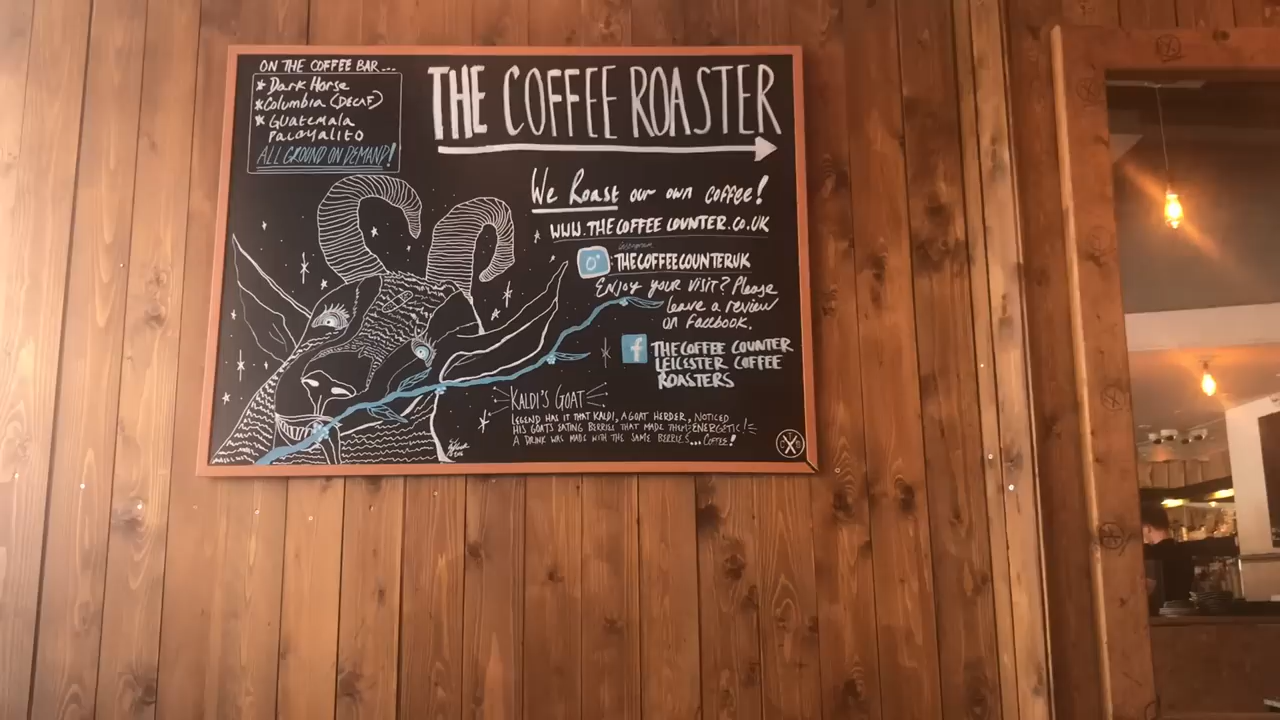 ON THE COFFEE BAR...
* Dark Horse
* Columbia (DECAF)
* Guatemala
Pacayalito
ALL GROUND ON DEMAND!
THE COFFEE ROASTER
We Roast our own coffee!
WWW.THECOFFEECOUNTER.CO.UK
THECOFFEECOUNTERUK
Enjoy your visit? Please
leave a review
on Facebook.
f THE COFFEE COUNTER
LEICESTER COFFEE
ROASTERS
KALDI'S GOAT
LEGEND HAS IT THAT KALDI, A GOAT HERDER, NOTICED
HIS GOATS EATING BERRIES THAT MADE THEM ENERGETIC!
A DRINK WAS MADE WITH THE SAME BERRIES... COFFEE!